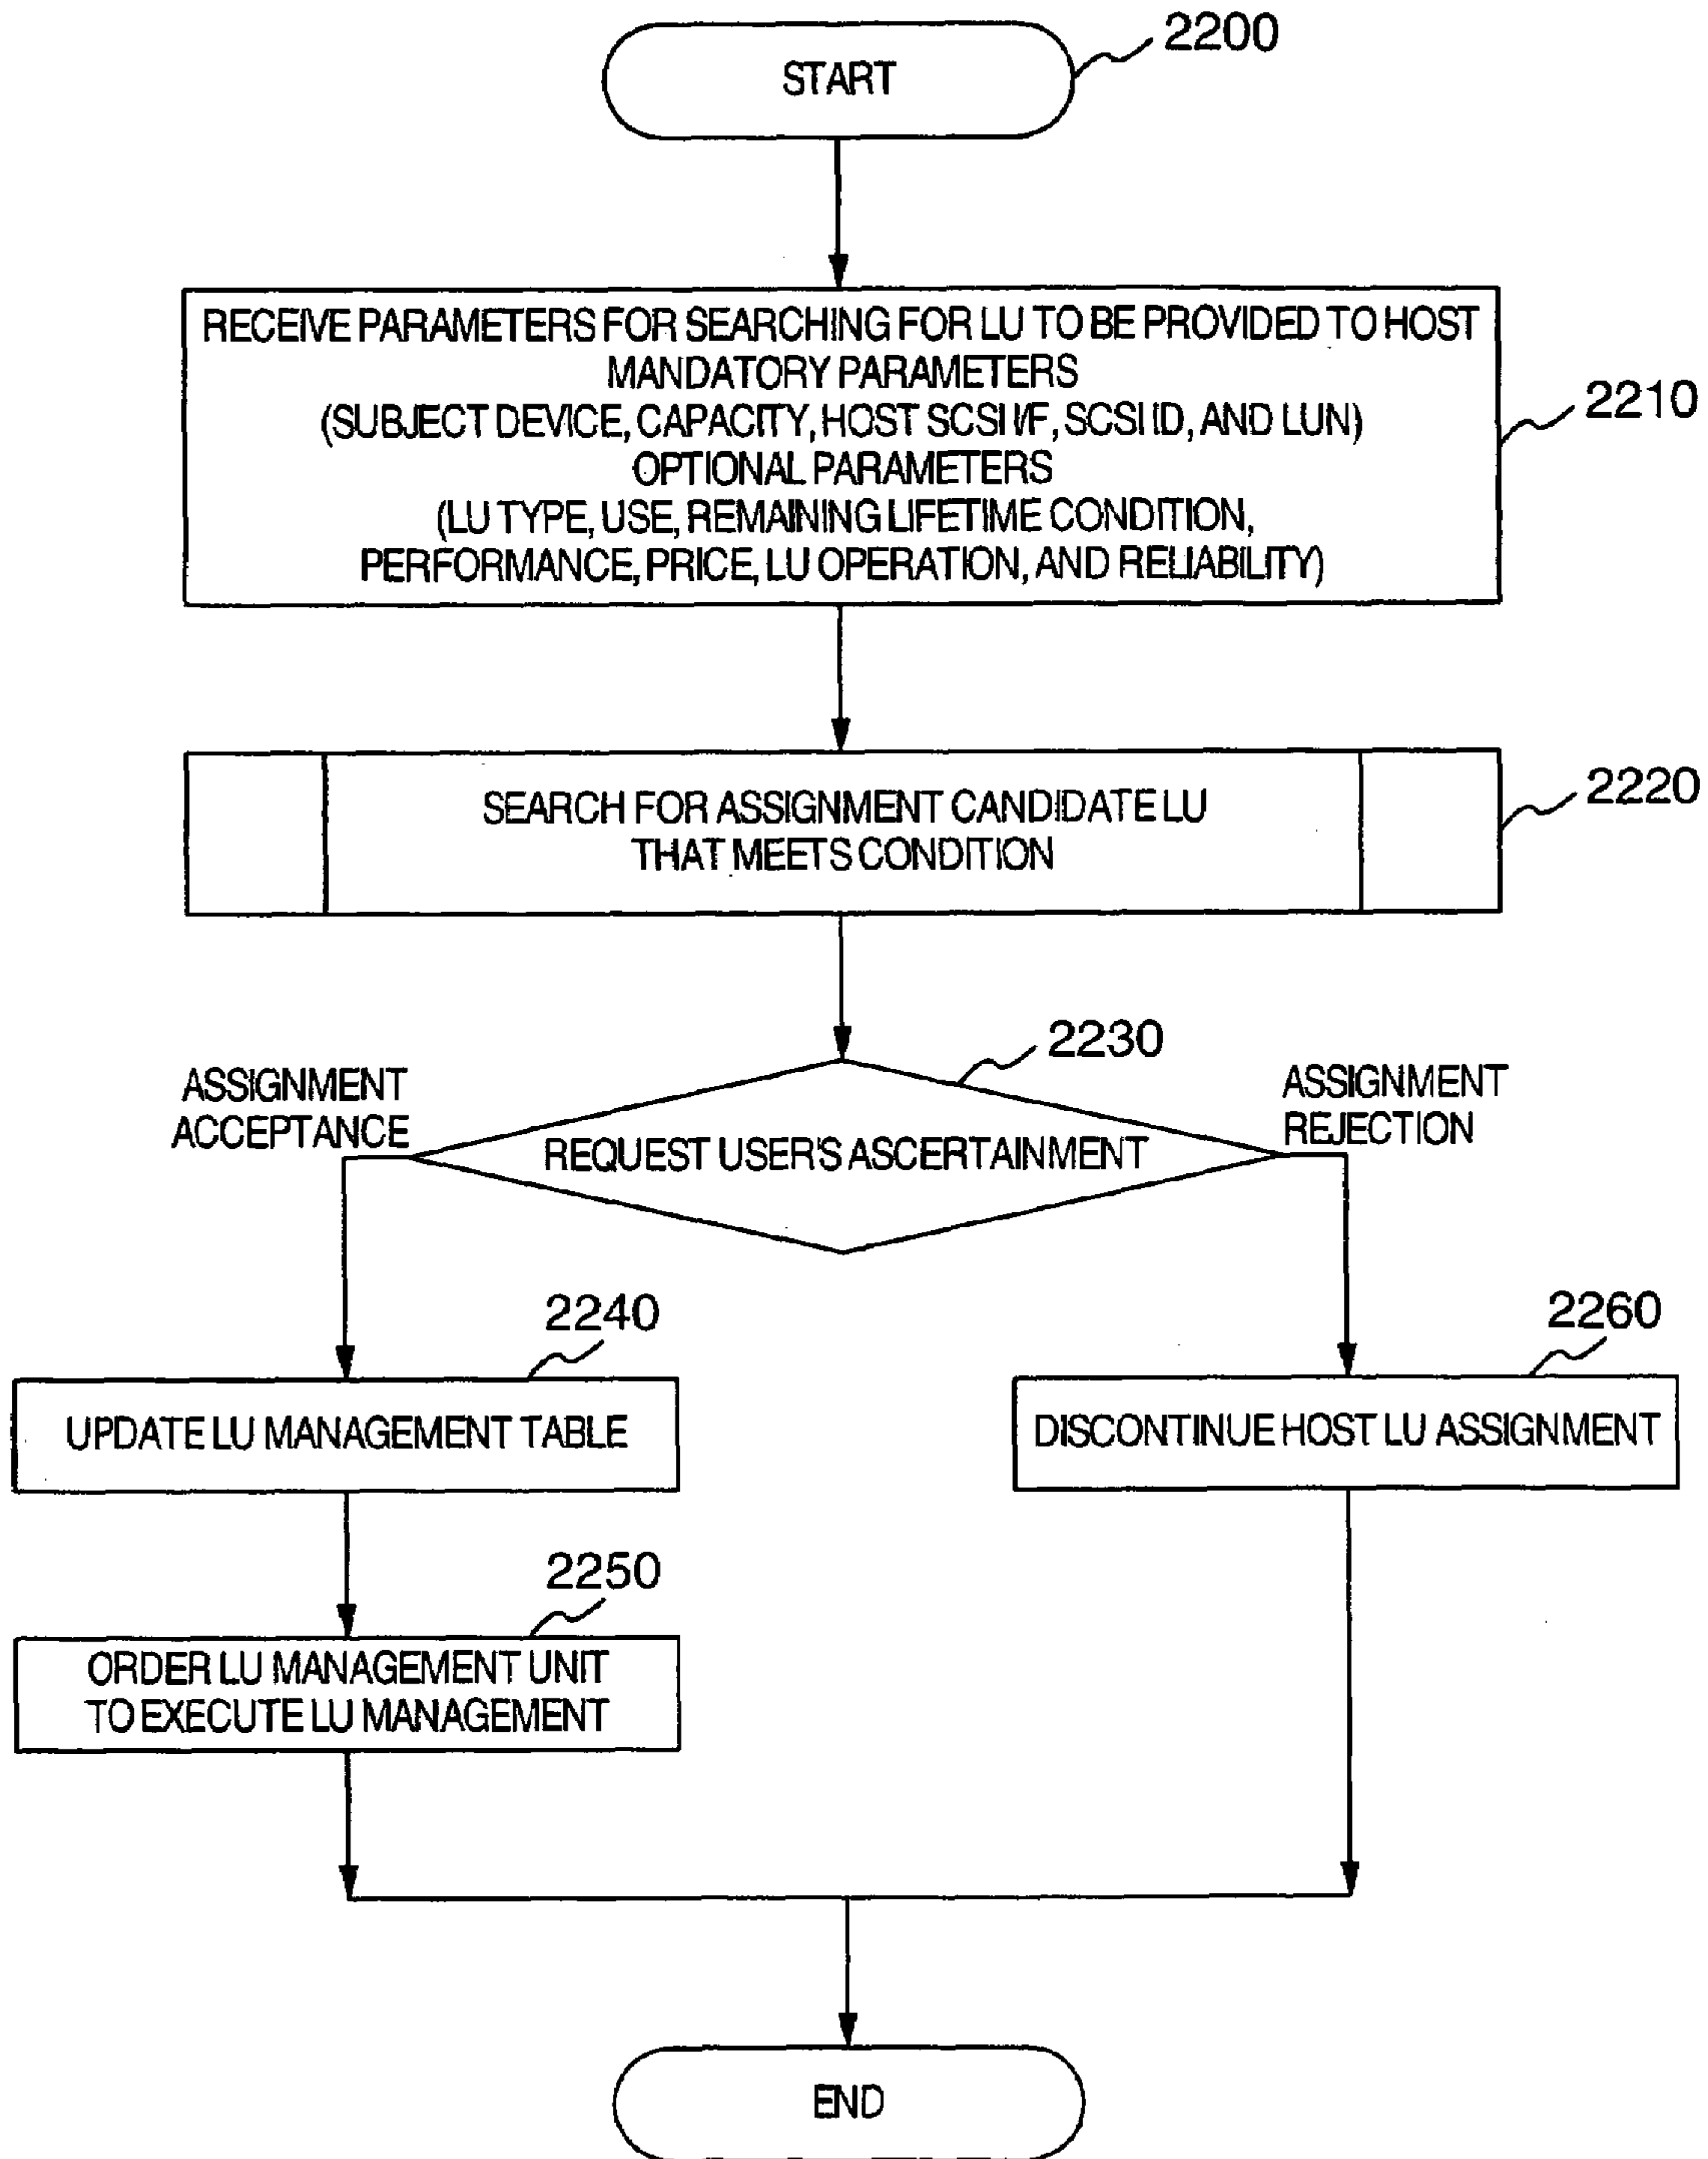 START
2200
RECEIVE PARAMETERS FOR SEARCHING FOR LU TO BE PROVIDED TO HOST
MANDATORY PARAMETERS
(SUBJECT DEVICE, CAPACITY, HOST SCSI I/F, SCSI ID, AND LUN)
OPTIONAL PARAMETERS
(LU TYPE, USE, REMAINING LIFETIME CONDITION,
PERFORMANCE, PRICE, LU OPERATION, AND RELIABILITY)
2210
SEARCH FOR ASSIGNMENT CANDIDATE LU
THAT MEETS CONDITION
2220
2230
ASSIGNMENT
ACCEPTANCE
REQUEST USER'S ASCERTAINMENT
ASSIGNMENT
REJECTION
2240
UPDATE LU MANAGEMENT TABLE
2260
DISCONTINUE HOST LU ASSIGNMENT
2250
ORDER LU MANAGEMENT UNIT
TO EXECUTE LU MANAGEMENT
END